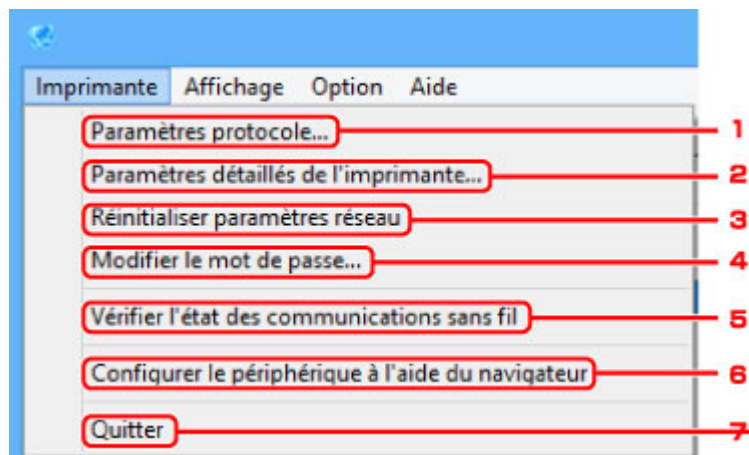 Imprimante Affichage Option Aide
Paramètres protocole... 1
Paramètres détaillés de l'imprimante... 2
Réinitialiser paramètres réseau 3
Modifier le mot de passe... 4
Vérifier l'état des communications sans fil 5
Configurer le périphérique à l'aide du navigateur 6
Quitter 7